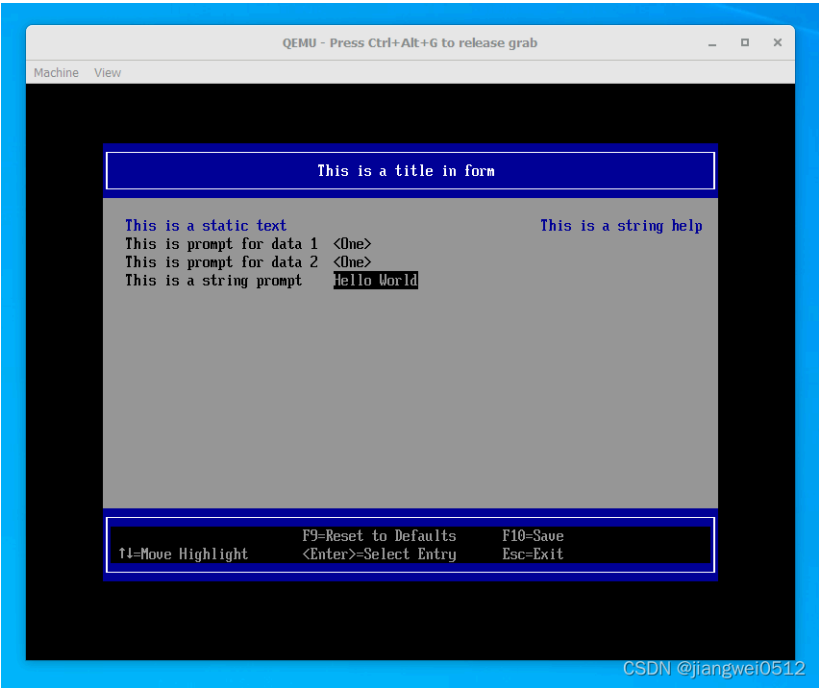 QEMU - Press Ctrl+Alt+G to release grab
Machine View
This is a title in form
This is a static text This is a string help
This is prompt for data 1 <One>
This is prompt for data 2 <One>
This is a string prompt Hello World
F9=Reset to Defaults F10=Save
↑↓=Move Highlight <Enter>=Select Entry Esc=Exit
CSDN @jiangwei0512